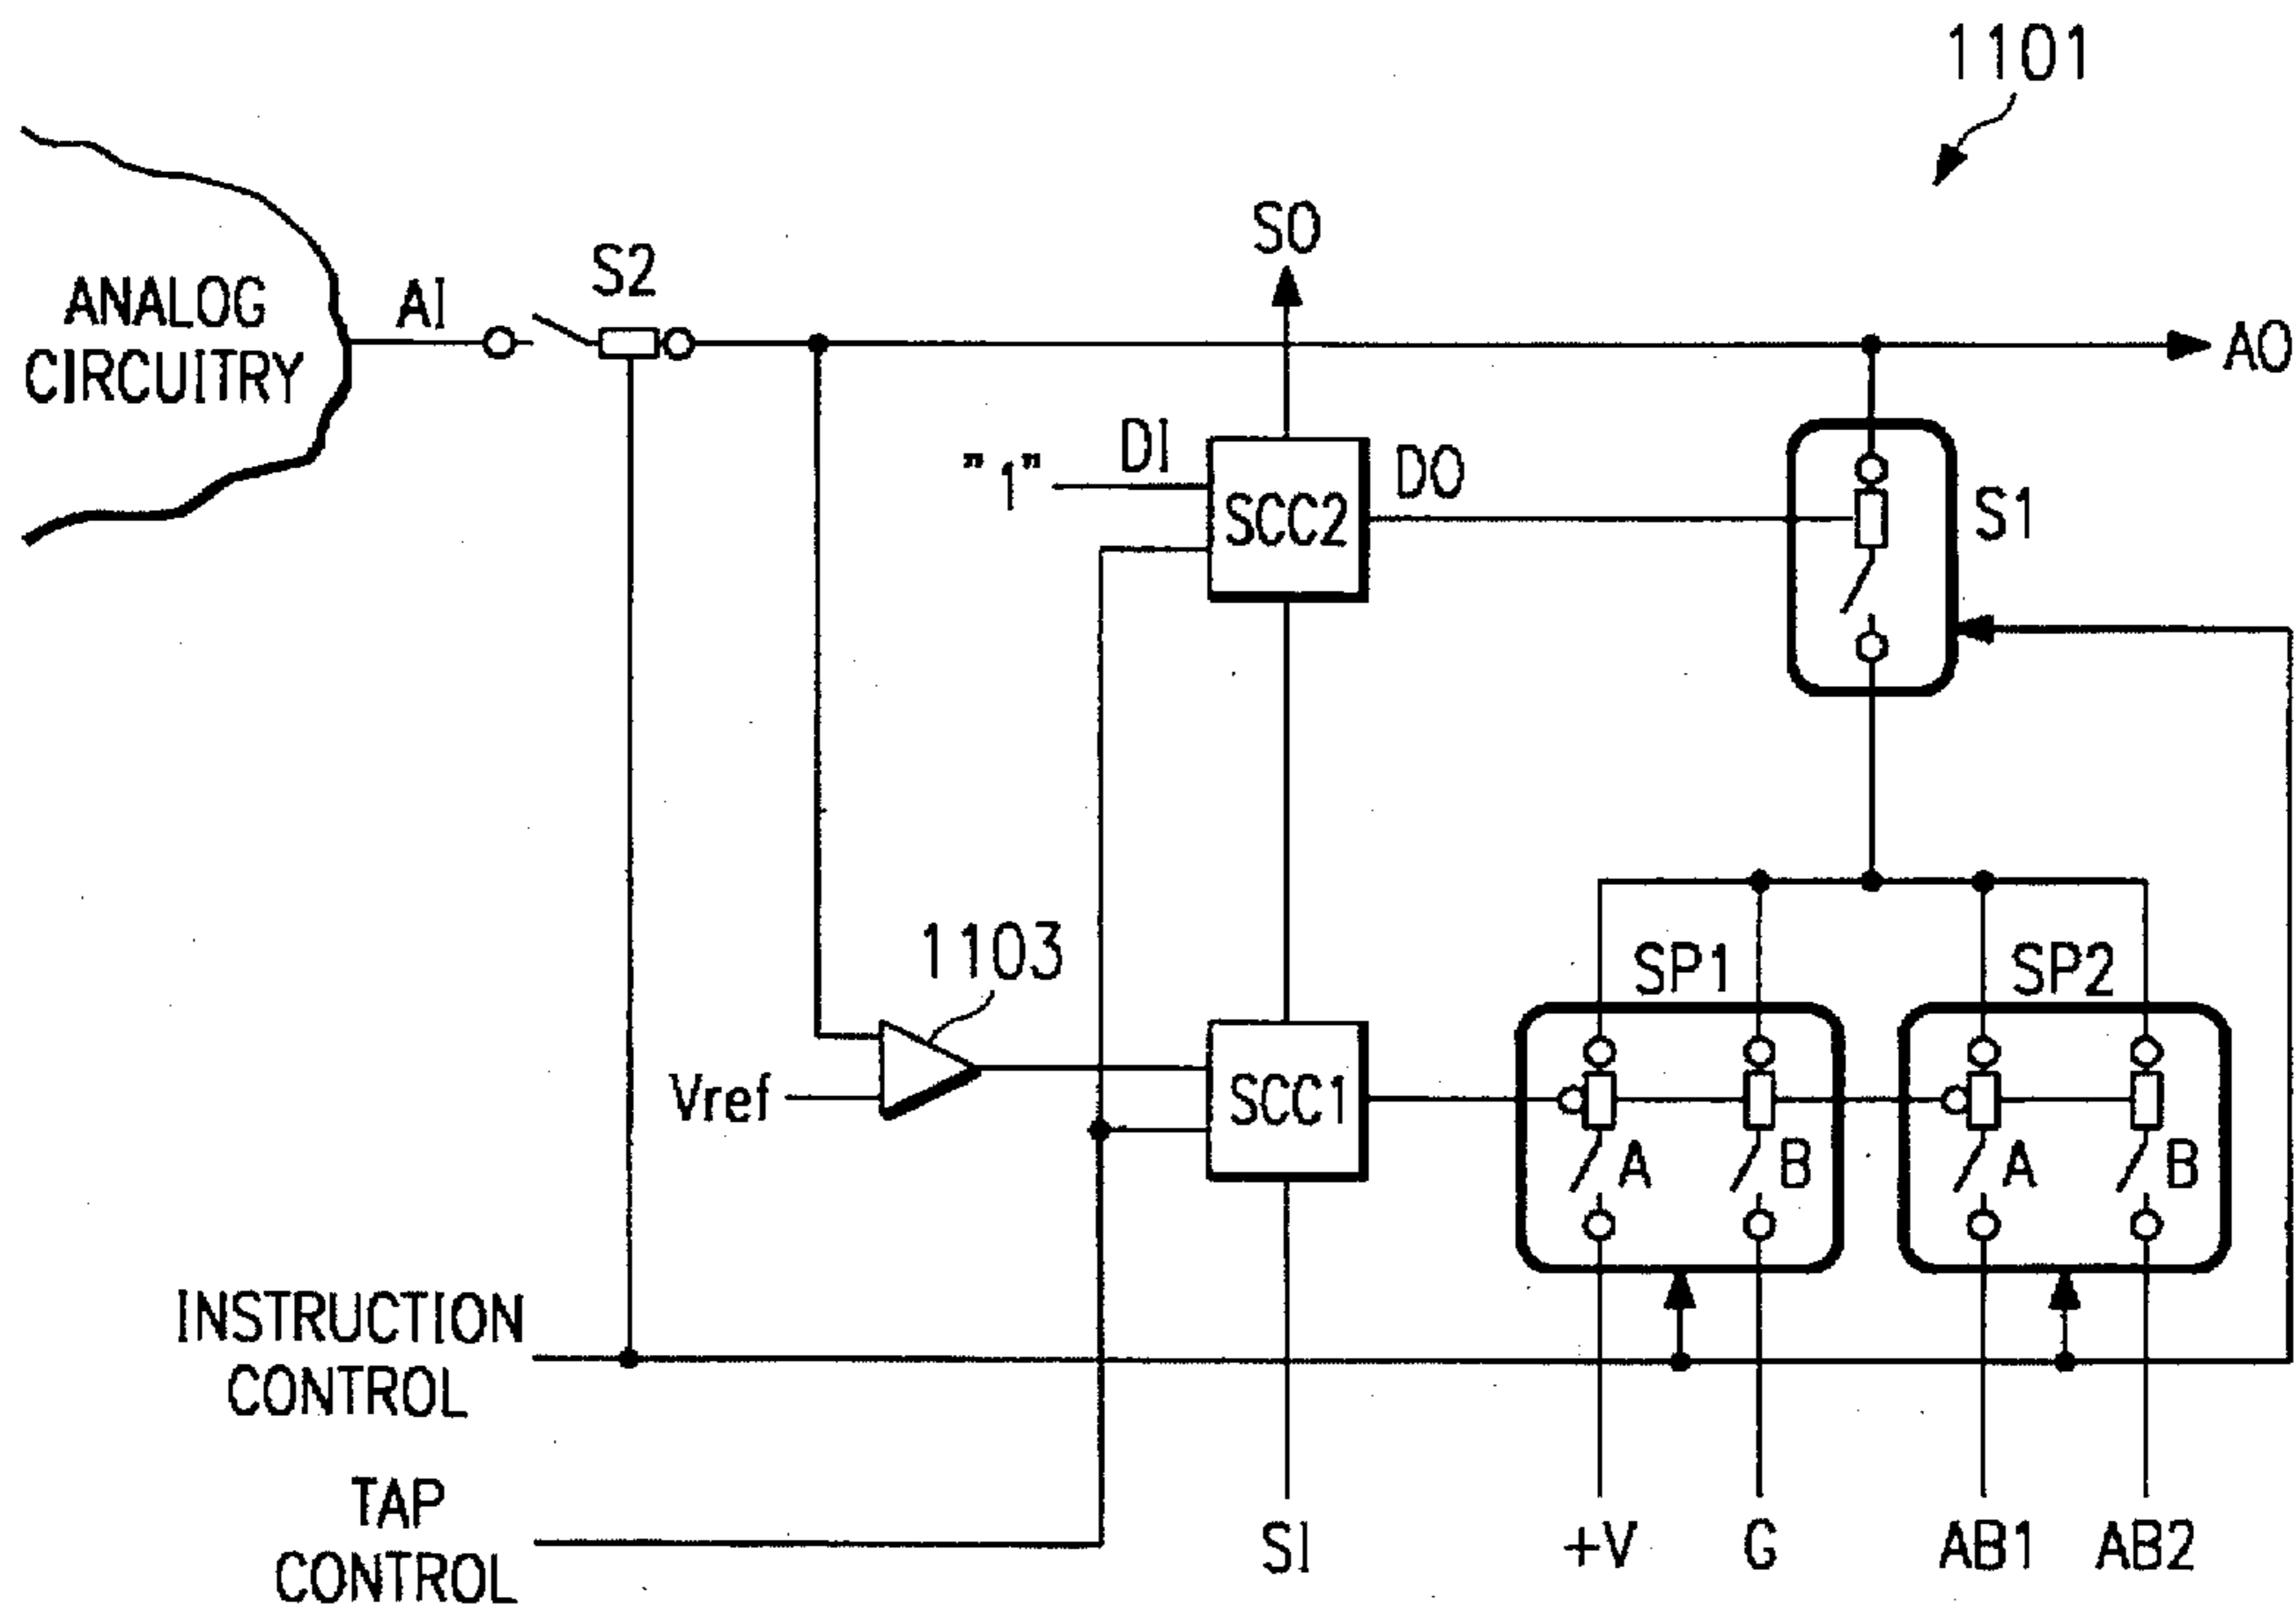 1101
SO
S2
ANALOG
CIRCUITRY
AI
AO
DI
"1"
DO
SCC2
S1
1103
SP1
SP2
Vref
SCC1
A
B
A
B
INSTRUCTION
CONTROL
TAP
CONTROL
SI
+V
G
AB1
AB2